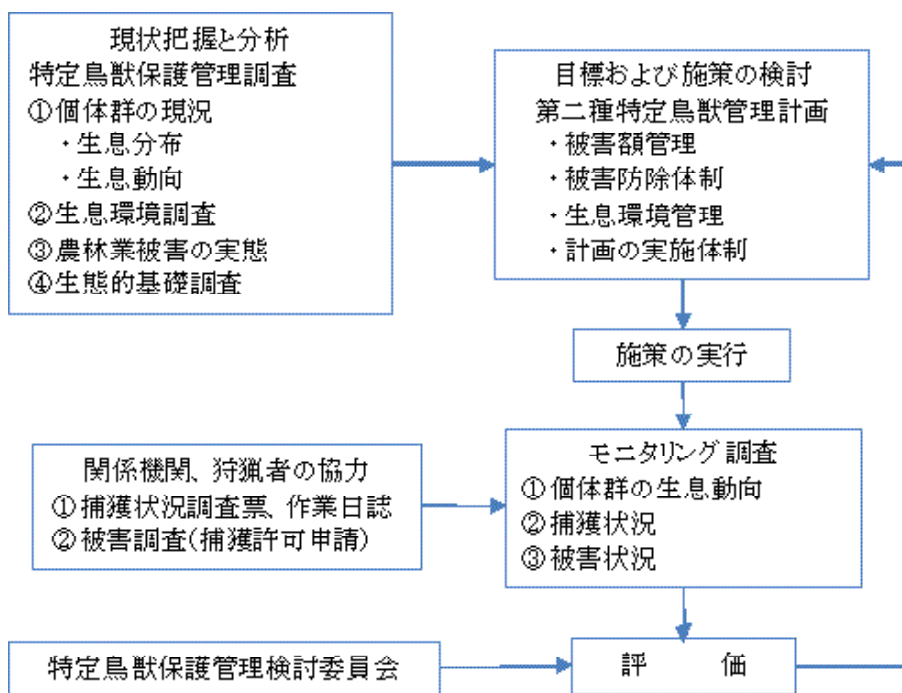 現状把握と分析
特定鳥獣保護管理調査
①個体群の現況
・生息分布
・生息動向
②生息環境調査
③農林業被害の実態
④生態的基礎調査
目標および施策の検討
第二種特定鳥獣管理計画
・被害額管理
・被害防除体制
・生息環境管理
・計画の実施体制
施策の実行
関係機関、狩猟者の協力
①捕獲状況調査票、作業日誌
②被害調査(捕獲許可申請)
モニタリング調査
①個体群の生息動向
②捕獲状況
③被害状況
特定鳥獣保護管理検討委員会
評　　価